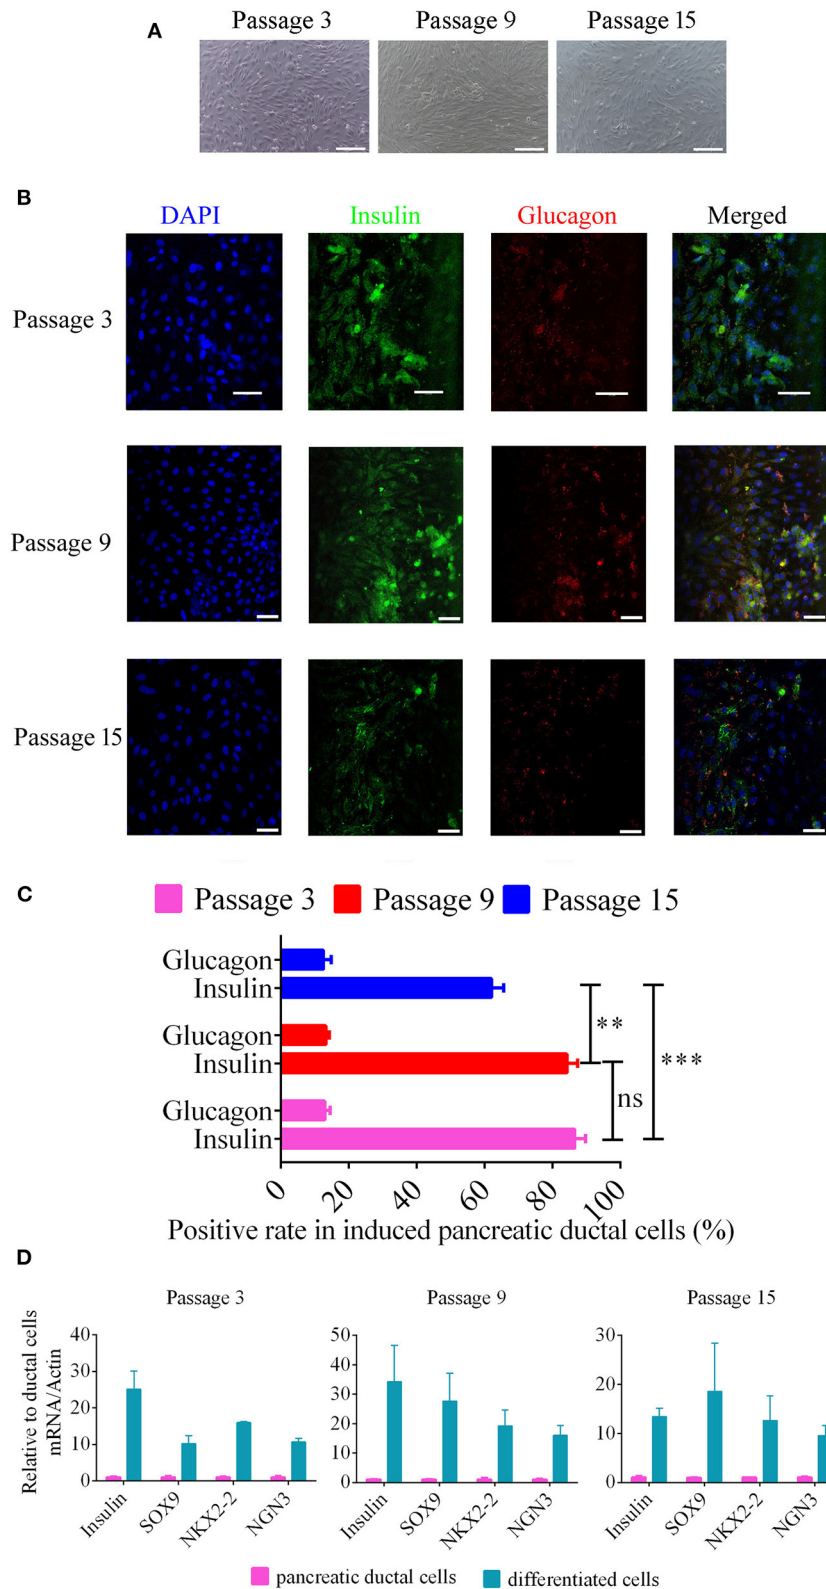 Passage 3 Passage 9 Passage 15
A
B
DAPI Insulin Glucagon Merged
Passage 3
Passage 9
Passage 15
C
Passage 3 Passage 9 Passage 15
Glucagon
Insulin
**
Glucagon
***
Insulin
ns
Glucagon
Insulin
0 20 40 60 80 100
Positive rate in induced pancreatic ductal cells (%)
D
Passage 3 Passage 9 Passage 15
Relative to ductal cells
mRNA/Actin
40
30
20
10
0
Insulin SOX9 NKX2-2 NGN3
50
40
30
20
10
0
Insulin SOX9 NKX2-2 NGN3
30
20
10
0
Insulin SOX9 NKX2-2 NGN3
pancreatic ductal cells differentiated cells